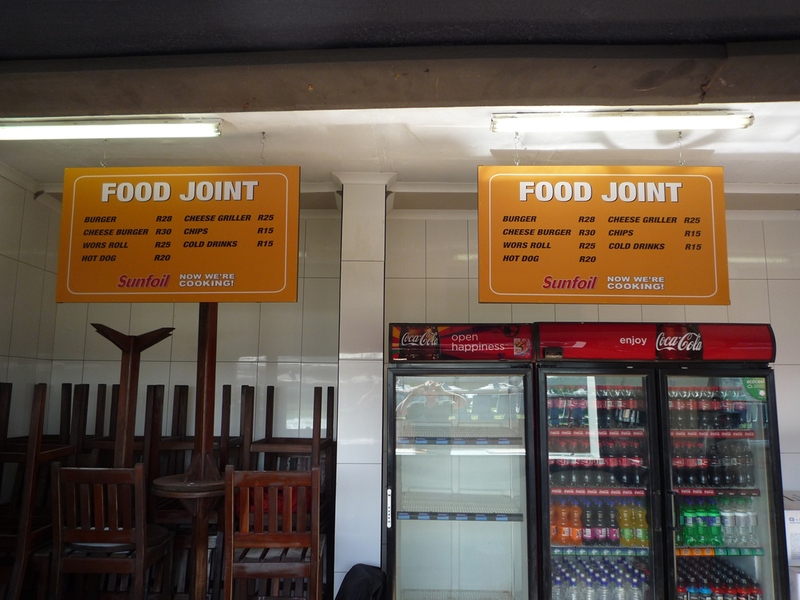 FOOD JOINT
BURGER R28 CHEESE GRILLER R25
CHEESE BURGER R30 CHIPS R15
WORS ROLL R25 COLD DRINKS R15
HOT DOG R20
Sunfoil NOW WE'RE
COOKING!
FOOD JOINT
BURGER R28 CHEESE GRILLER R25
CHEESE BURGER R30 CHIPS R15
WORS ROLL R25 COLD DRINKS R15
HOT DOG R20
Sunfoil NOW WE'RE
COOKING!
Coca-Cola open
happiness
enjoy Coca-Cola